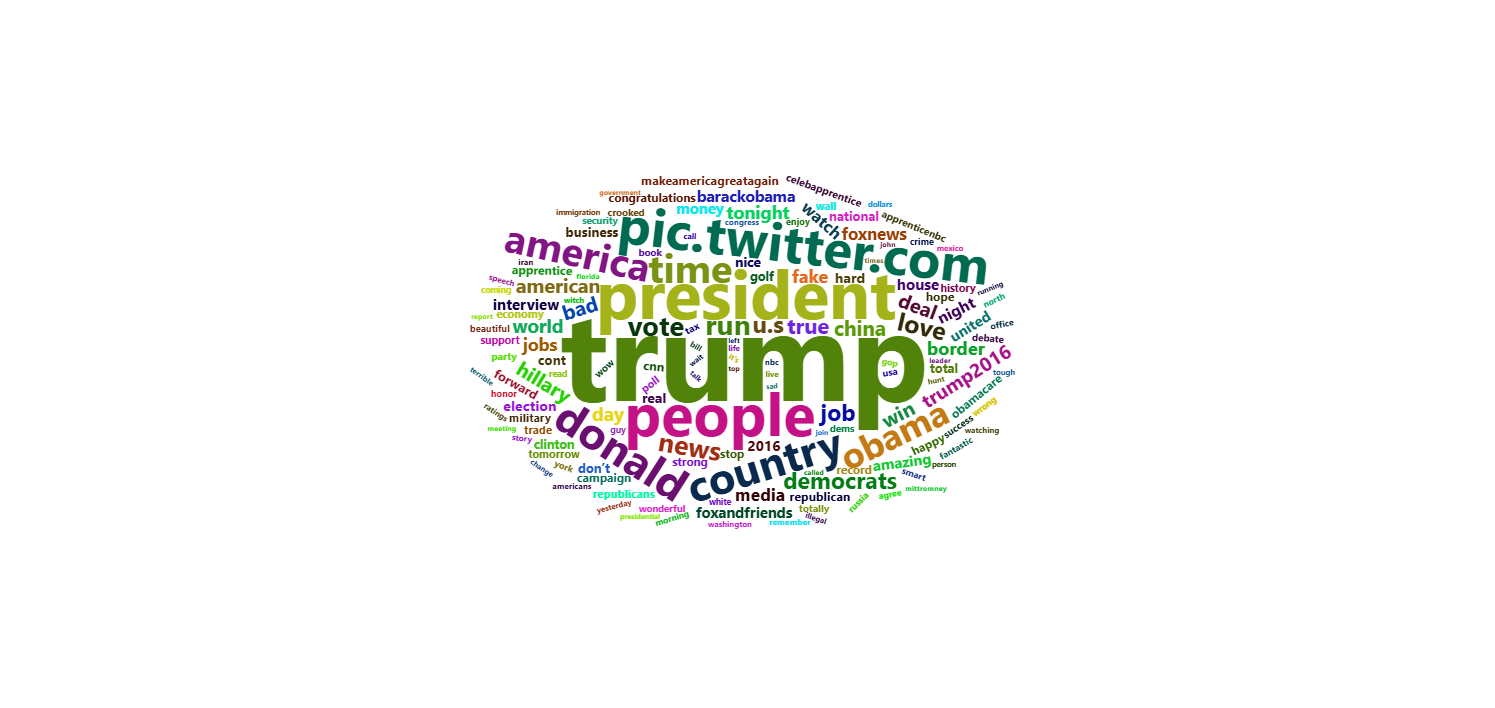 makeamericagreatagain
celebapprentice
government
congratulations
barackobama
dollars
immigration
crooked
money
tonight
watch
wall
national
apprenticenbc
security
congress
enjoy
business
pic.twitter.com
call
foxnews
john
crime
mexico
america
book
time
nice
times
iran
apprentice
florida
golf
fake
hard
speech
coming
american
president
house
history
running
interview
witch
bad
deal
hope
night
north
report
economy
beautiful
world
vote
tax
run
u.s
true
china
love
united
office
support
jobs
left
bill
life
debate
border
party
cont
wow
cnn
wait
it's
top
nbc
gop
leader
total
trump2016
terrible
hillary
read
trump
talk
live
sad
usa
hunt
tough
forward
honor
poll
real
obamacare
ratings
election
military
donald
day
people
job
win
wrong
meeting
trade
guy
join
dems
obama
success
watching
story
clinton
news
2016
country
happy
tomorrow
stop
fantastic
change
york
don't
strong
called
record
amazing
person
campaign
smart
americans
republicans
democrats
mittromney
media
republican
agree
russia
yesterday
wonderful
white
totally
presidential
morning
foxandfriends
illegal
washington
remember